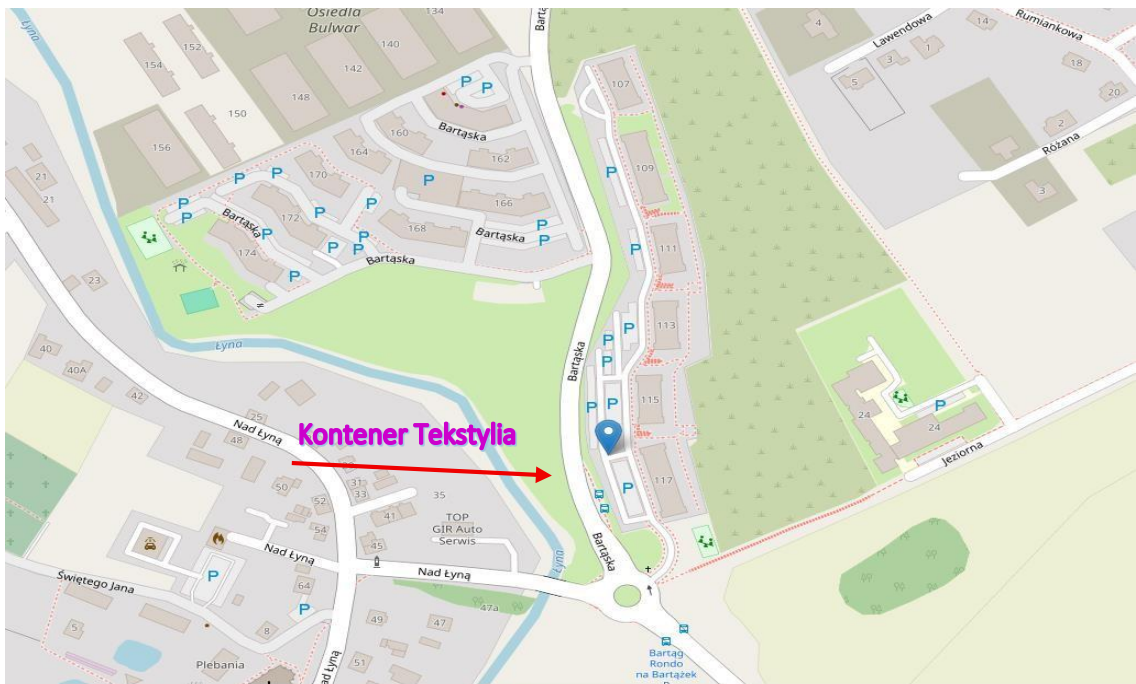 Łyna
Osiedla
Bulwar
134
Bartą
152
154
140
142
148
150
156
107
Lawendowa
4
14
1
3
5
Rumiankowa
18
20
2
Różana
3
P
Bartąska
160
162
164
170
P
P
P
166
168
172
174
P
P
P
P
P
P
P
P
P
P
P
P
Bartąska
Bartąska
Bartąska
109
111
113
115
117
P
P
P
P
P
P
P
P
Bartąska
21
21
23
Łyna
40
40A
42
25
48
Nad Łyną
Kontener Tekstylia
50
31
33
52
54
41
45
35
TOP
GIR Auto
Serwis
24
24
P
Jeziorna
Nad Łyną
Nad Łyną
Bartąska
P
Świętego Jana
64
P
5
8
49
47
47a
51
Plebania
Nad Łyną
Bartąg
Rondo
na Bartążek